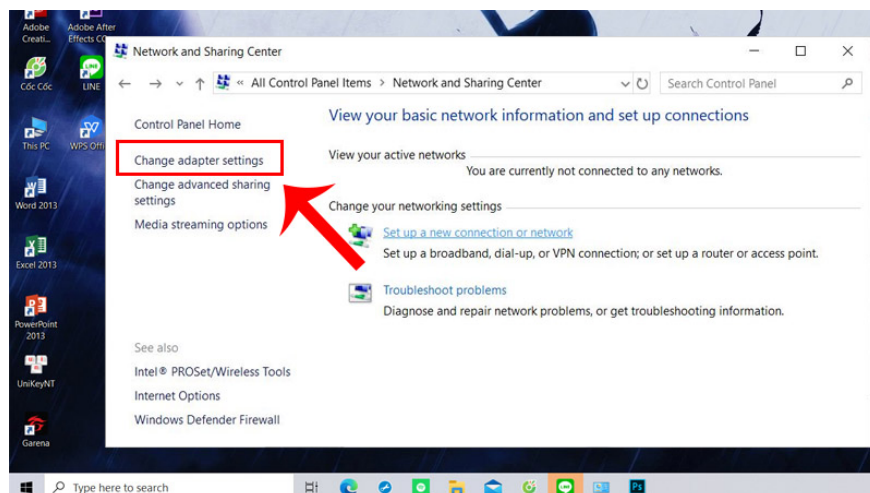 Adobe
Creati...
Adobe After
Effects CC
Cốc Cốc
LINE
This PC
WPS Offi
Word 2013
Excel 2013
PowerPoint
2013
UniKeyNT
Garena
Network and Sharing Center
« All Control Panel Items > Network and Sharing Center
Search Control Panel
Control Panel Home
Change adapter settings
Change advanced sharing
settings
Media streaming options
See also
Intel® PROSet/Wireless Tools
Internet Options
Windows Defender Firewall
View your basic network information and set up connections
View your active networks
You are currently not connected to any networks.
Change your networking settings
Set up a new connection or network
Set up a broadband, dial-up, or VPN connection; or set up a router or access point.
Troubleshoot problems
Diagnose and repair network problems, or get troubleshooting information.
Type here to search
Ps